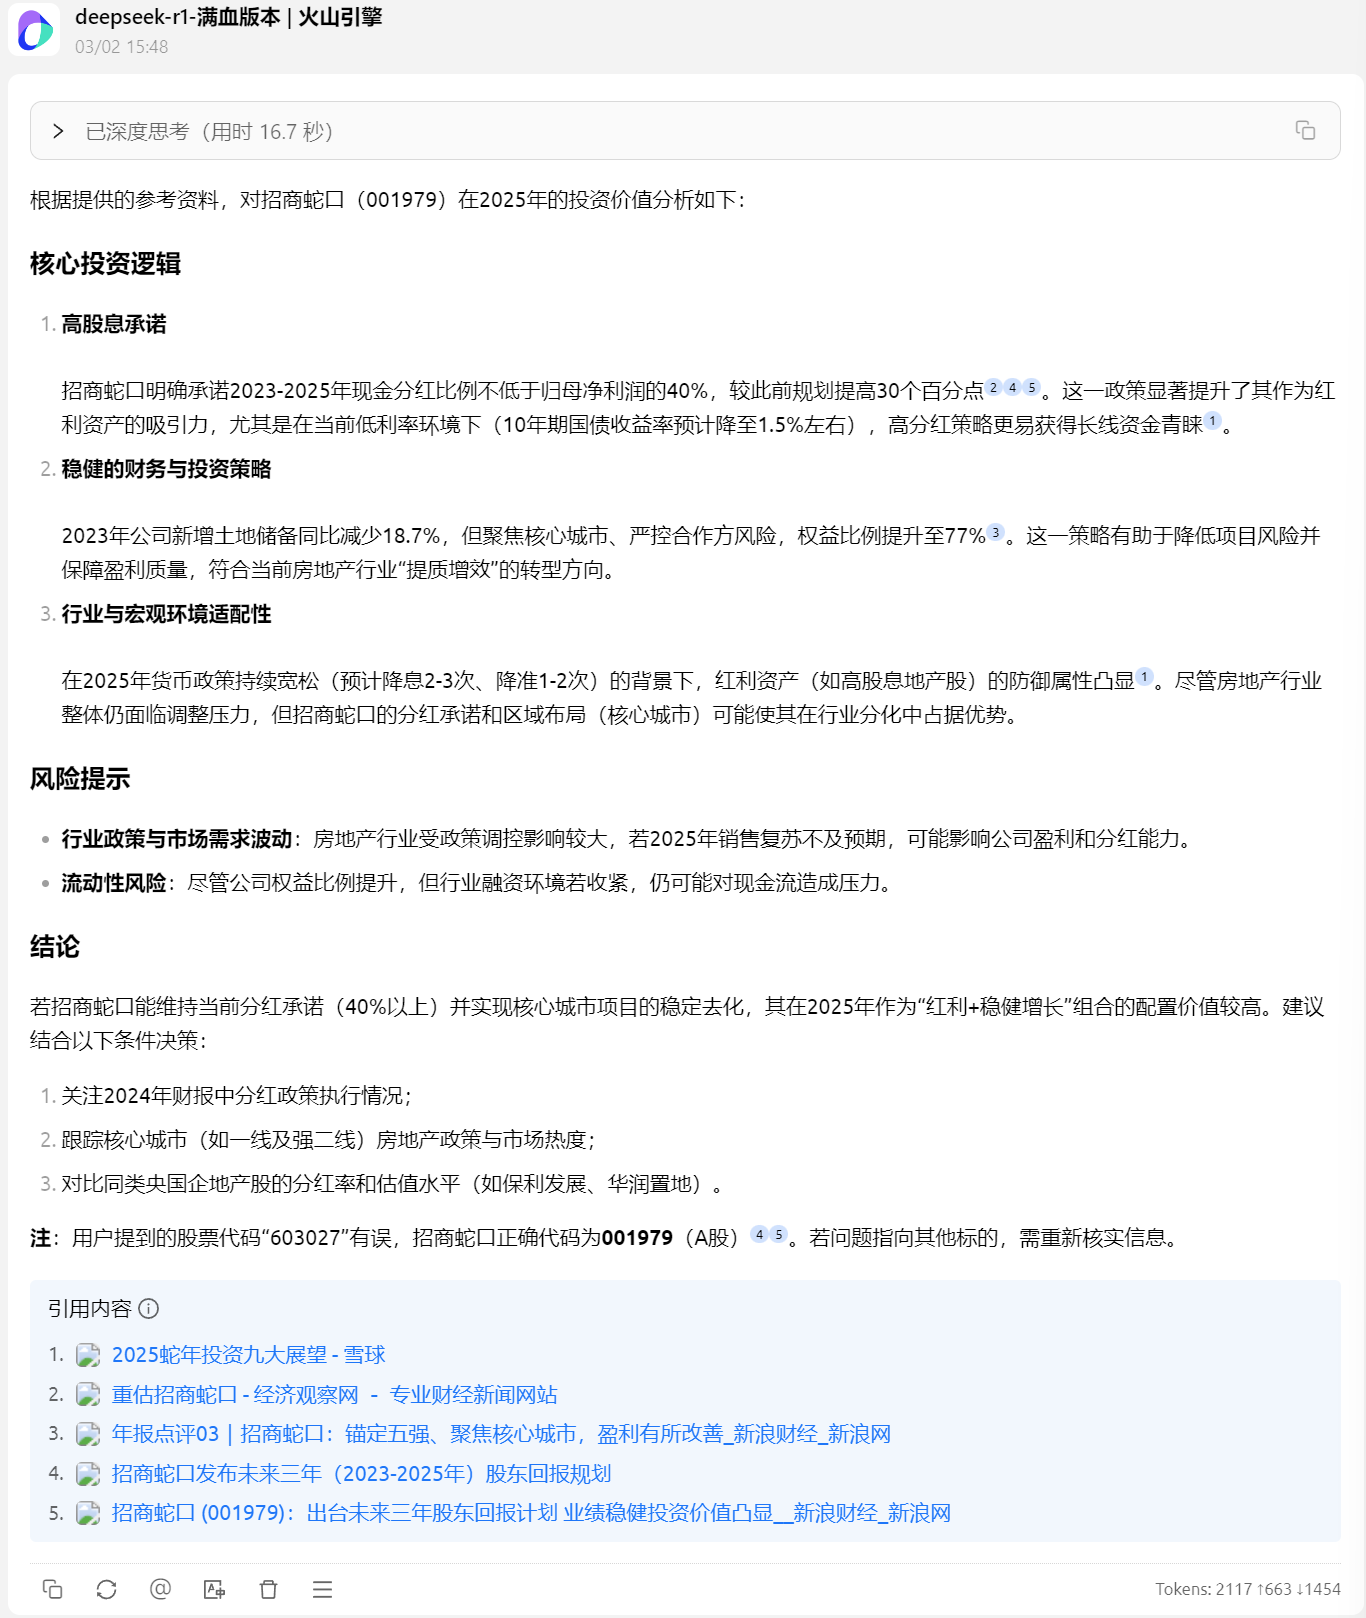 deepseek-r1-满血版本 | 火山引擎
03/02 15:48
已深度思考（用时 16.7 秒）
根据提供的参考资料，对招商蛇口（001979）在2025年的投资价值分析如下：
核心投资逻辑
1. 高股息承诺
招商蛇口明确承诺2023-2025年现金分红比例不低于归母净利润的40%，较此前规划提高30个百分点 2 4 5 。这一政策显著提升了其作为红
利资产的吸引力，尤其是在当前低利率环境下（10年期国债收益率预计降至1.5%左右），高分红策略更易获得长线资金青睐 1 。
2. 稳健的财务与投资策略
2023年公司新增土地储备同比减少18.7%，但聚焦核心城市、严控合作方风险，权益比例提升至77% 3 。这一策略有助于降低项目风险并
保障盈利质量，符合当前房地产行业“提质增效”的转型方向。
3. 行业与宏观环境适配性
在2025年货币政策持续宽松（预计降息2-3次、降准1-2次）的背景下，红利资产（如高股息地产股）的防御属性凸显 1 。尽管房地产行业
整体仍面临调整压力，但招商蛇口的分红承诺和区域布局（核心城市）可能使其在行业分化中占据优势。
风险提示
• 行业政策与市场需求波动：房地产行业受政策调控影响较大，若2025年销售复苏不及预期，可能影响公司盈利和分红能力。
• 流动性风险：尽管公司权益比例提升，但行业融资环境若收紧，仍可能对现金流造成压力。
结论
若招商蛇口能维持当前分红承诺（40%以上）并实现核心城市项目的稳定去化，其在2025年作为“红利+稳健增长”组合的配置价值较高。建议
结合以下条件决策：
1. 关注2024年财报中分红政策执行情况；
2. 跟踪核心城市（如一线及强二线）房地产政策与市场热度；
3. 对比同类央国企地产股的分红率和估值水平（如保利发展、华润置地）。
注：用户提到的股票代码“603027”有误，招商蛇口正确代码为001979（A股） 4 5 。若问题指向其他标的，需重新核实信息。
引用内容
1. 2025蛇年投资九大展望 - 雪球
2. 重估招商蛇口 - 经济观察网 － 专业财经新闻网站
3. 年报点评03｜招商蛇口：锚定五强、聚焦核心城市，盈利有所改善_新浪财经_新浪网
4. 招商蛇口发布未来三年（2023-2025年）股东回报规划
5. 招商蛇口 (001979)：出台未来三年股东回报计划 业绩稳健投资价值凸显__新浪财经_新浪网
Tokens: 2117 ↑663 ↓1454